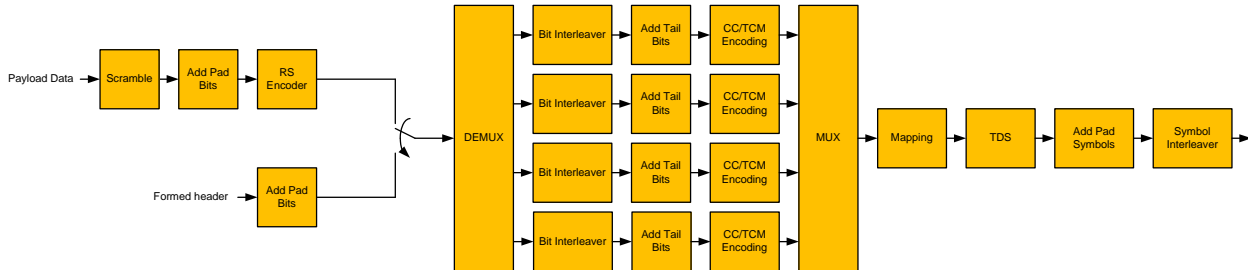 Payload Data
Scramble
Add Pad
Bits
RS
Encoder
Formed header
Add Pad
Bits
DEMUX
Bit Interleaver
Add Tail
Bits
CC/TCM
Encoding
Bit Interleaver
Add Tail
Bits
CC/TCM
Encoding
Bit Interleaver
Add Tail
Bits
CC/TCM
Encoding
Bit Interleaver
Add Tail
Bits
CC/TCM
Encoding
MUX
Mapping
TDS
Add Pad
Symbols
Symbol
Interleaver